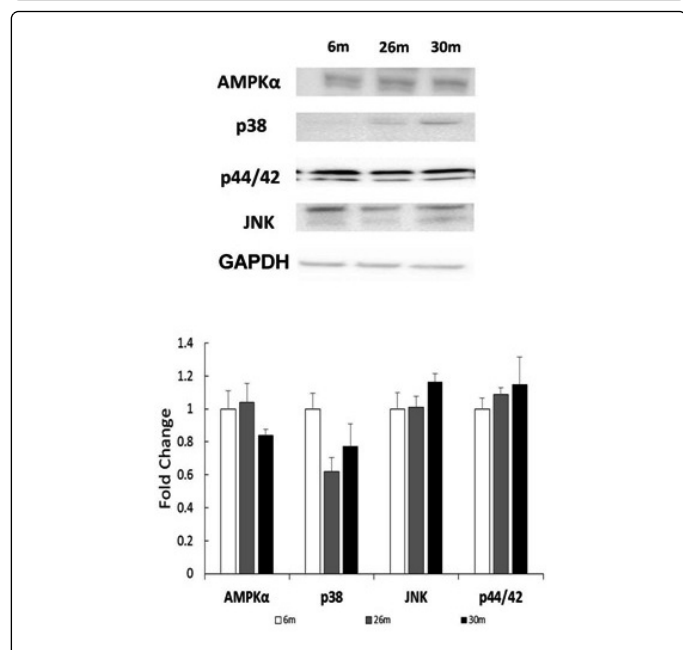 6m 26m 30m
AMPKα
p38
p44/42
JNK
GAPDH
1.4
1.2
1
0.8
0.6
0.4
0.2
0
Fold Change
AMPKα p38 JNK p44/42
6m 26m 30m